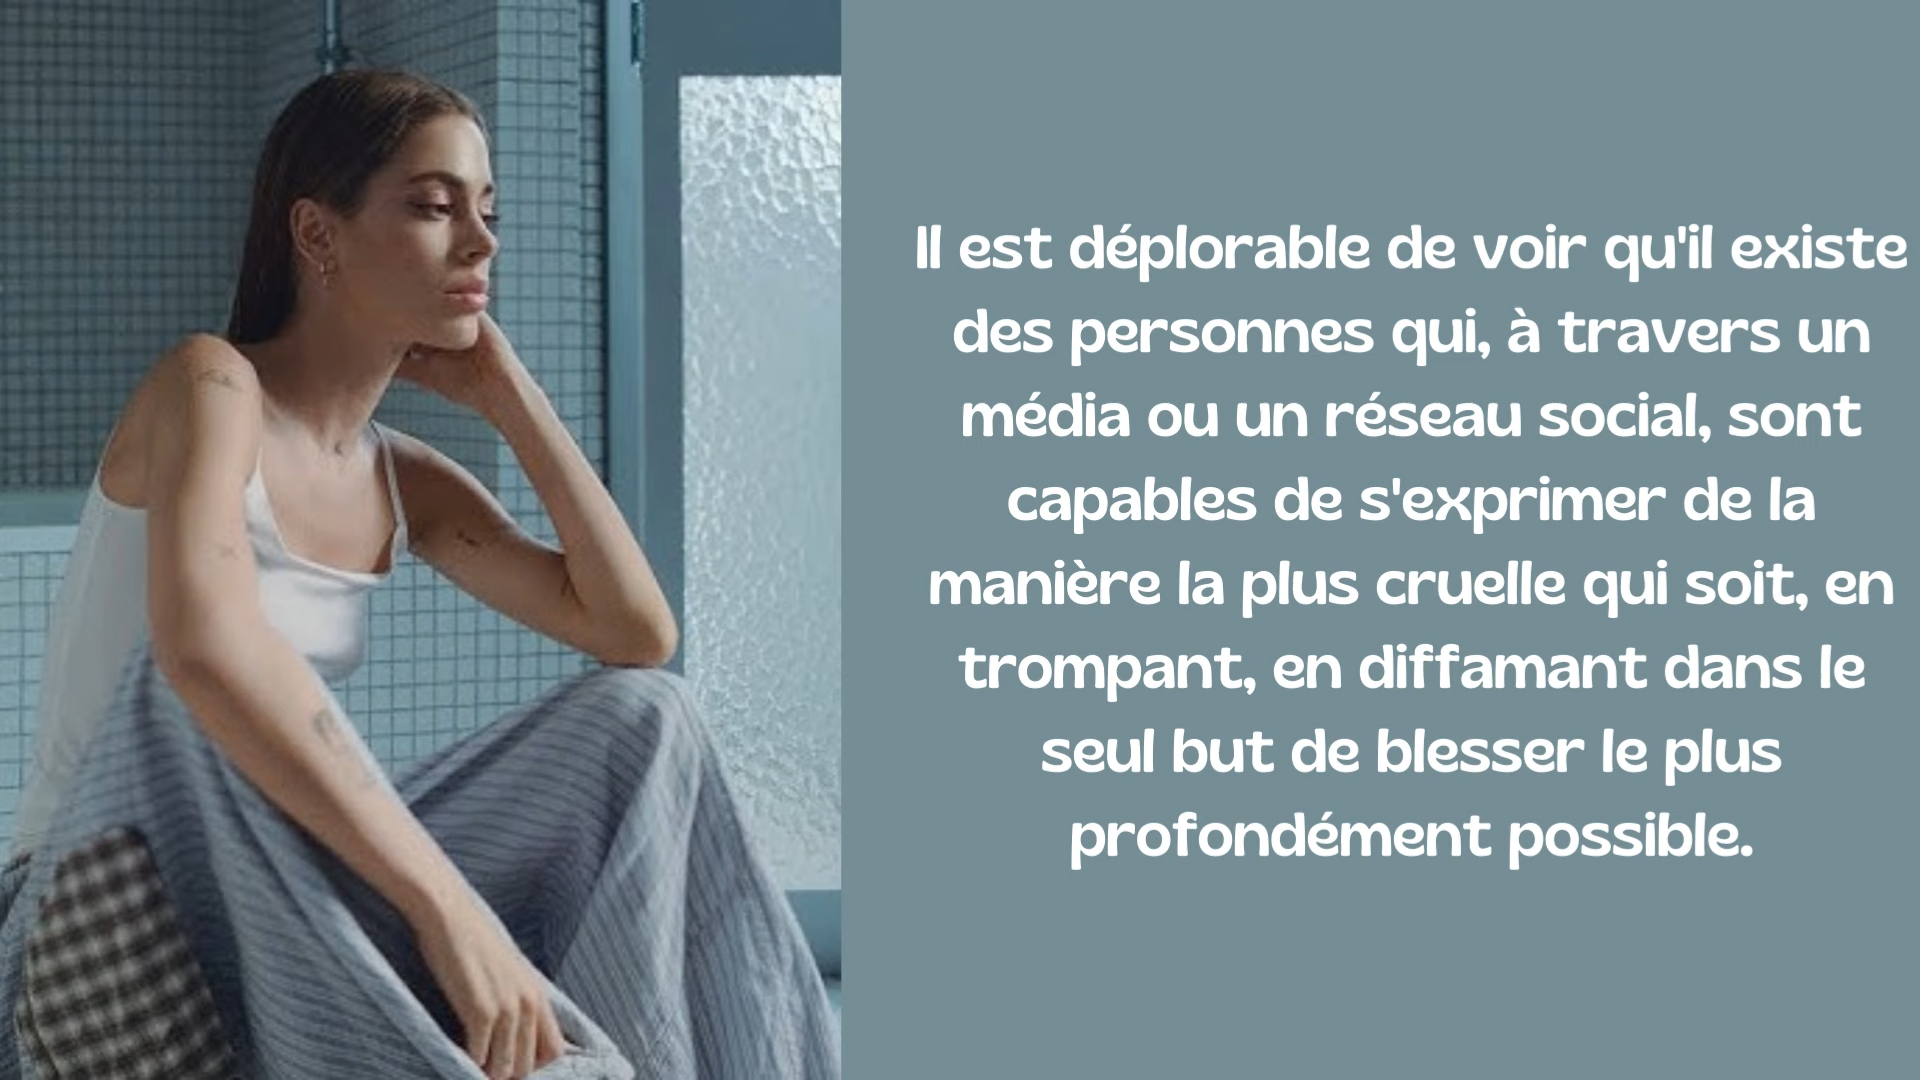 Il est déplorable de voir qu'il existe
des personnes qui, à travers un
média ou un réseau social, sont
capables de s'exprimer de la
manière la plus cruelle qui soit, en
trompant, en diffamant dans le
seul but de blesser le plus
profondément possible.